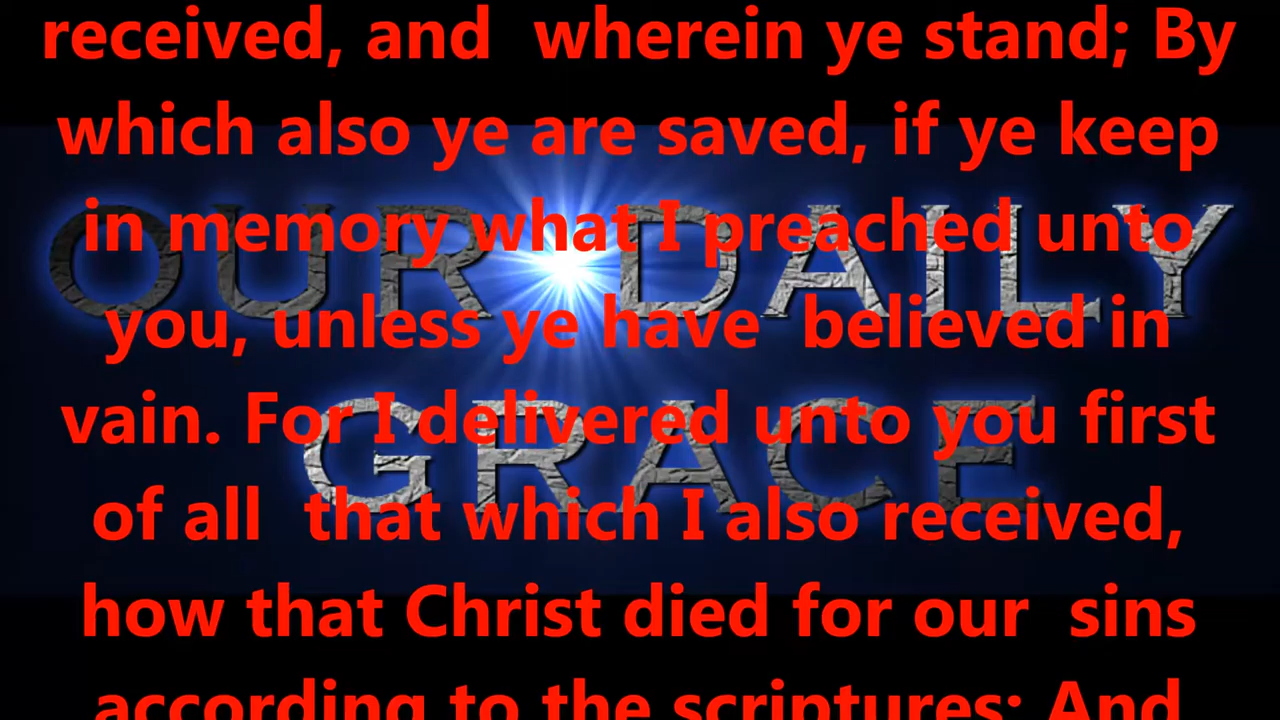 received, and  wherein ye stand; By
which also ye are saved, if ye keep
in memory what I preached unto
you, unless ye have  believed in
vain. For I delivered unto you first
of all  that which I also received,
how that Christ died for our  sins
according to the scriptures; And
OUR DAILY
GRACE